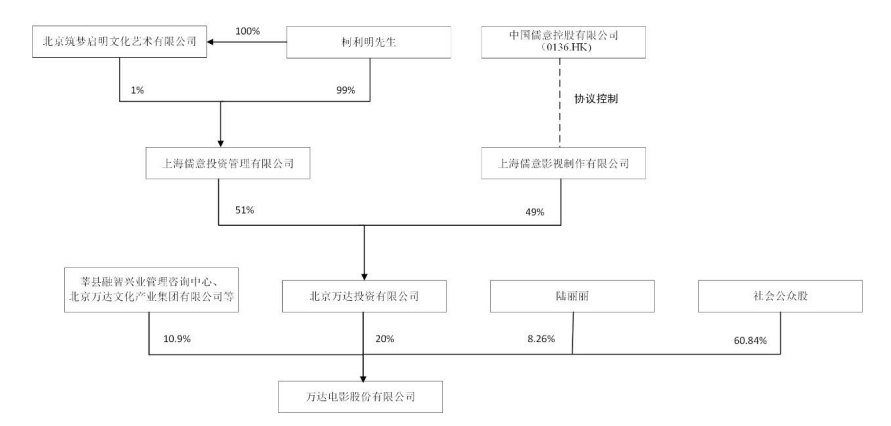 北京筑梦启明文化艺术有限公司
100%
柯利明先生
中国儒意控股有限公司
（0136.HK)
1%
99%
协议控制
上海儒意投资管理有限公司
上海儒意影视制作有限公司
51%
49%
莘县融智兴业管理咨询中心、
北京万达文化产业集团有限公司等
北京万达投资有限公司
陆丽丽
社会公众股
10.9%
20%
8.26%
60.84%
万达电影股份有限公司